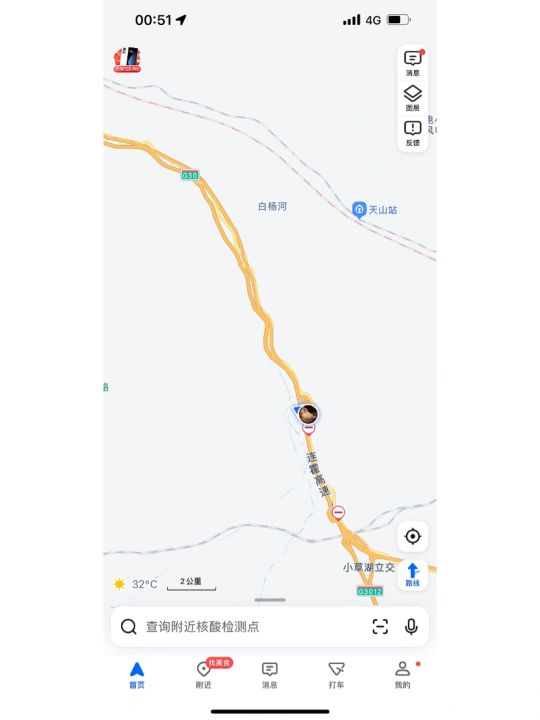 00:51
4G
消息
图层
反馈
G30
白杨河
天山站
路
连霍高速
小草湖立交
G3012
32°C
2公里
路线
查询附近核酸检测点
找美食
首页
附近
消息
打车
我的